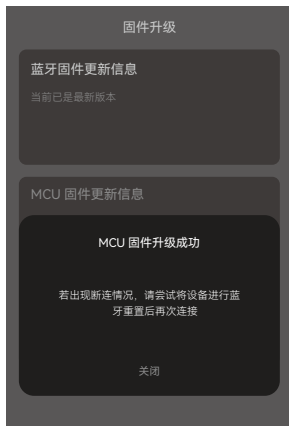 固件升级
蓝牙固件更新信息
当前已是最新版本
MCU 固件更新信息
MCU 固件升级成功
若出现断连情况，请尝试将设备进行蓝
牙重置后再次连接
关闭